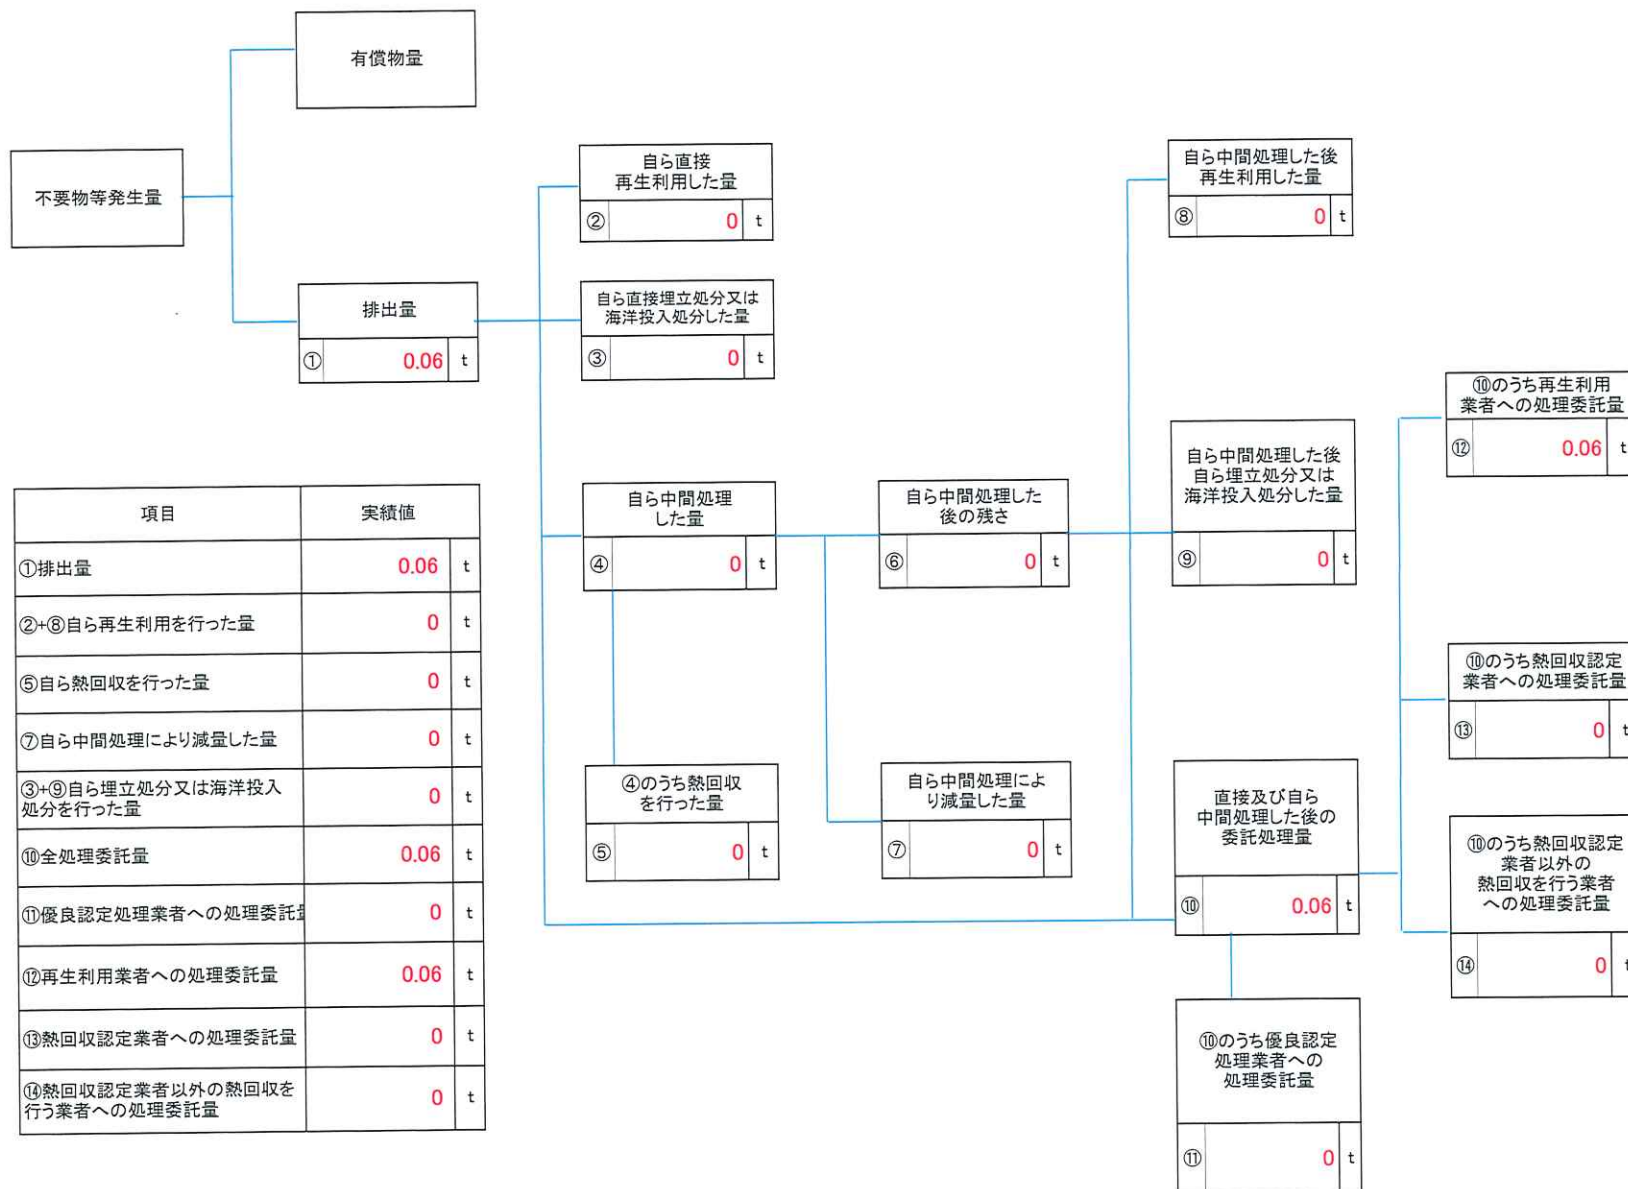 有償物量
不要物等発生量
排出量
① 0.06 t
自ら直接
再生利用した量
② 0 t
自ら直接埋立処分又は
海洋投入処分した量
③ 0 t
自ら中間処理
した量
④ 0 t
④のうち熱回収
を行った量
⑤ 0 t
自ら中間処理した
後の残さ
⑥ 0 t
自ら中間処理によ
り減量した量
⑦ 0 t
自ら中間処理した後
再生利用した量
⑧ 0 t
自ら中間処理した後
自ら埋立処分又は
海洋投入処分した量
⑨ 0 t
直接及び自ら
中間処理した後の
委託処理量
⑩ 0.06 t
⑩のうち優良認定
処理業者への
処理委託量
⑪ 0 t
⑩のうち再生利用
業者への処理委託量
⑫ 0.06 t
⑩のうち熱回収認定
業者への処理委託量
⑬ 0 t
⑩のうち熱回収認定
業者以外の
熱回収を行う業者
への処理委託量
⑭ 0 t
項目 実績値
①排出量 0.06 t
②+⑧自ら再生利用を行った量 0 t
⑤自ら熱回収を行った量 0 t
⑦自ら中間処理により減量した量 0 t
③+⑨自ら埋立処分又は海洋投入
処分を行った量 0 t
⑩全処理委託量 0.06 t
⑪優良認定処理業者への処理委託量 0 t
⑫再生利用業者への処理委託量 0.06 t
⑬熱回収認定業者への処理委託量 0 t
⑭熱回収認定業者以外の熱回収を
行う業者への処理委託量 0 t